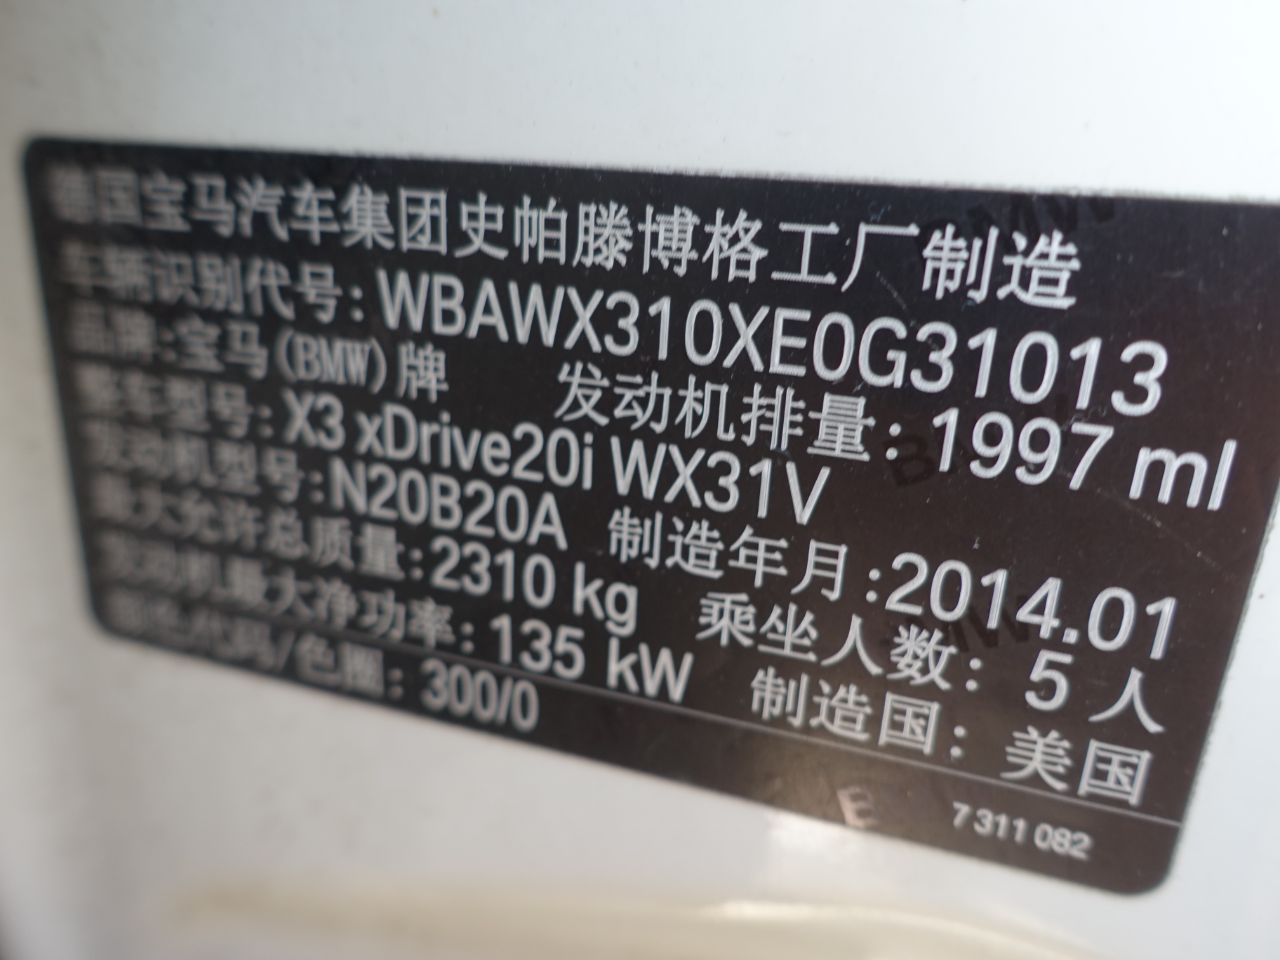 德国宝马汽车集团史帕滕博格工厂制造
车辆识别代号: WBAWX310XE0G31013
品牌: 宝马(BMW)牌 发动机排量: 1997 ml
整车型号: X3 xDrive20i WX31V
发动机型号: N20B20A 制造年月: 2014.01
最大允许总质量: 2310 kg 乘坐人数: 5 人
发动机最大净功率: 135 kW 制造国: 美国
颜色代码/色圈: 300/0
7 311 082